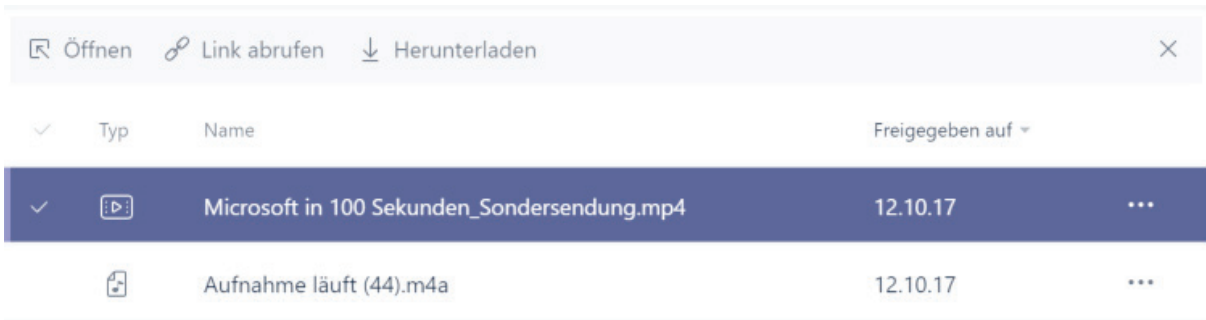 Öffnen Link abrufen Herunterladen
Typ Name Freigegeben auf
Microsoft in 100 Sekunden_Sondersendung.mp4 12.10.17 ...
Aufnahme läuft (44).m4a 12.10.17 ...